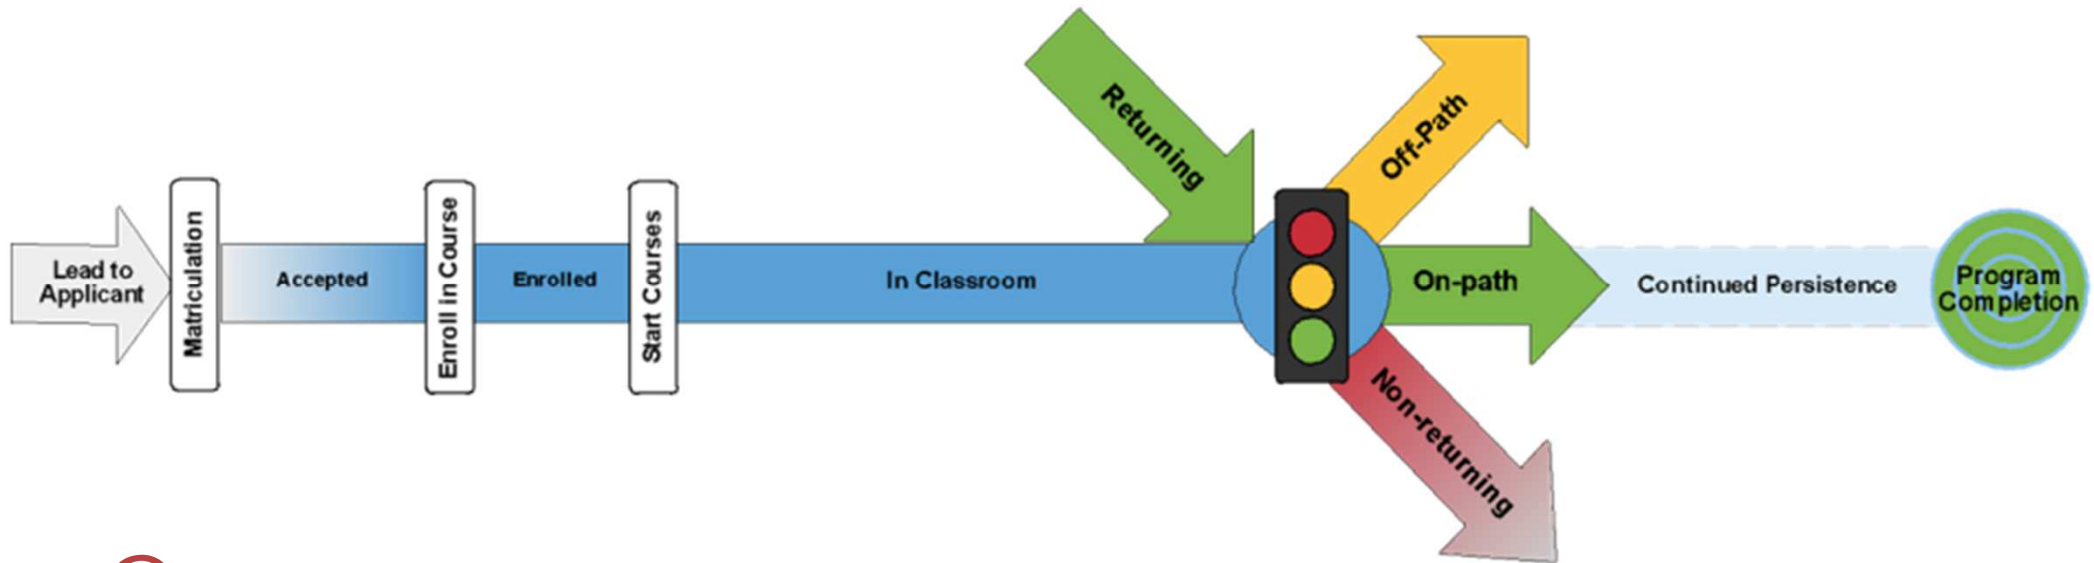 Lead to
Applicant
Matriculation
Accepted
Enroll in Course
Enrolled
Start Courses
In Classroom
Returning
Off-Path
On-path
Non-returning
Continued Persistence
Program
Completion